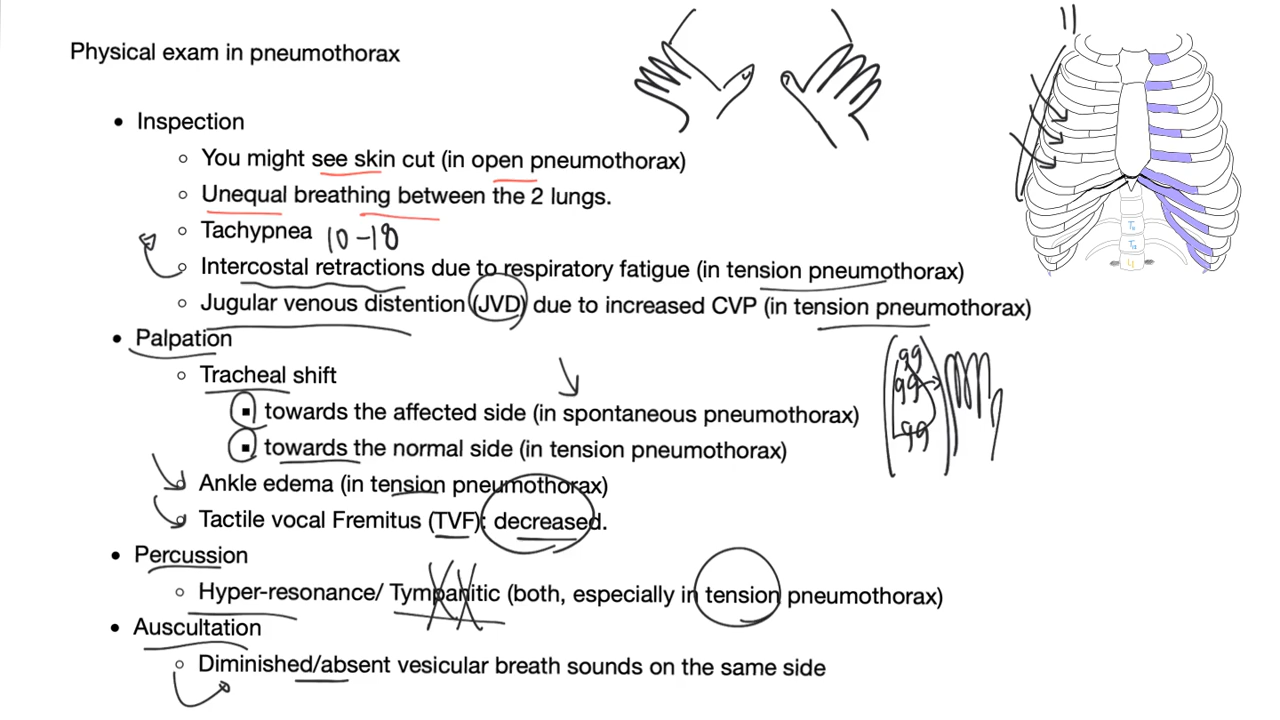 Physical exam in pneumothorax
• Inspection
◦ You might see skin cut (in open pneumothorax)
◦ Unequal breathing between the 2 lungs.
◦ Tachypnea 10-18
◦ Intercostal retractions due to respiratory fatigue (in tension pneumothorax)
◦ Jugular venous distention (JVD) due to increased CVP (in tension pneumothorax)
• Palpation
◦ Tracheal shift
▪ towards the affected side (in spontaneous pneumothorax)
▪ towards the normal side (in tension pneumothorax)
◦ Ankle edema (in tension pneumothorax)
◦ Tactile vocal Fremitus (TVF): decreased.
• Percussion
◦ Hyper-resonance/ Tympanitic (both, especially in tension pneumothorax)
• Auscultation
◦ Diminished/absent vesicular breath sounds on the same side
99
99
99